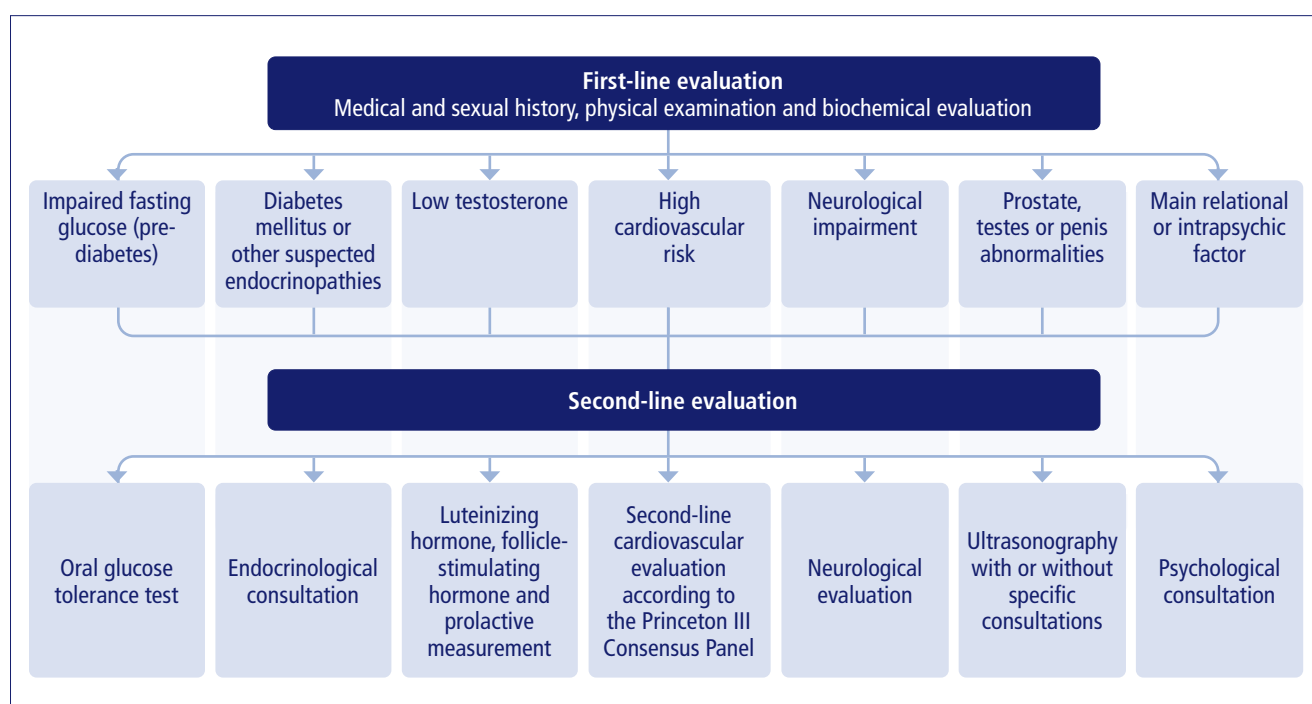 First-line evaluation
Medical and sexual history, physical examination and biochemical evaluation
Impaired fasting
glucose (pre-
diabetes)
Diabetes
mellitus or
other suspected
endocrinopathies
Low testosterone
High
cardiovascular
risk
Neurological
impairment
Prostate,
testes or penis
abnormalities
Main relational
or intrapsychic
factor
Second-line evaluation
Oral glucose
tolerance test
Endocrinological
consultation
Luteinizing
hormone, follicle-
stimulating
hormone and
prolactive
measurement
Second-line
cardiovascular
evaluation
according to
the Princeton III
Consensus Panel
Neurological
evaluation
Ultrasonography
with or without
specific
consultations
Psychological
consultation